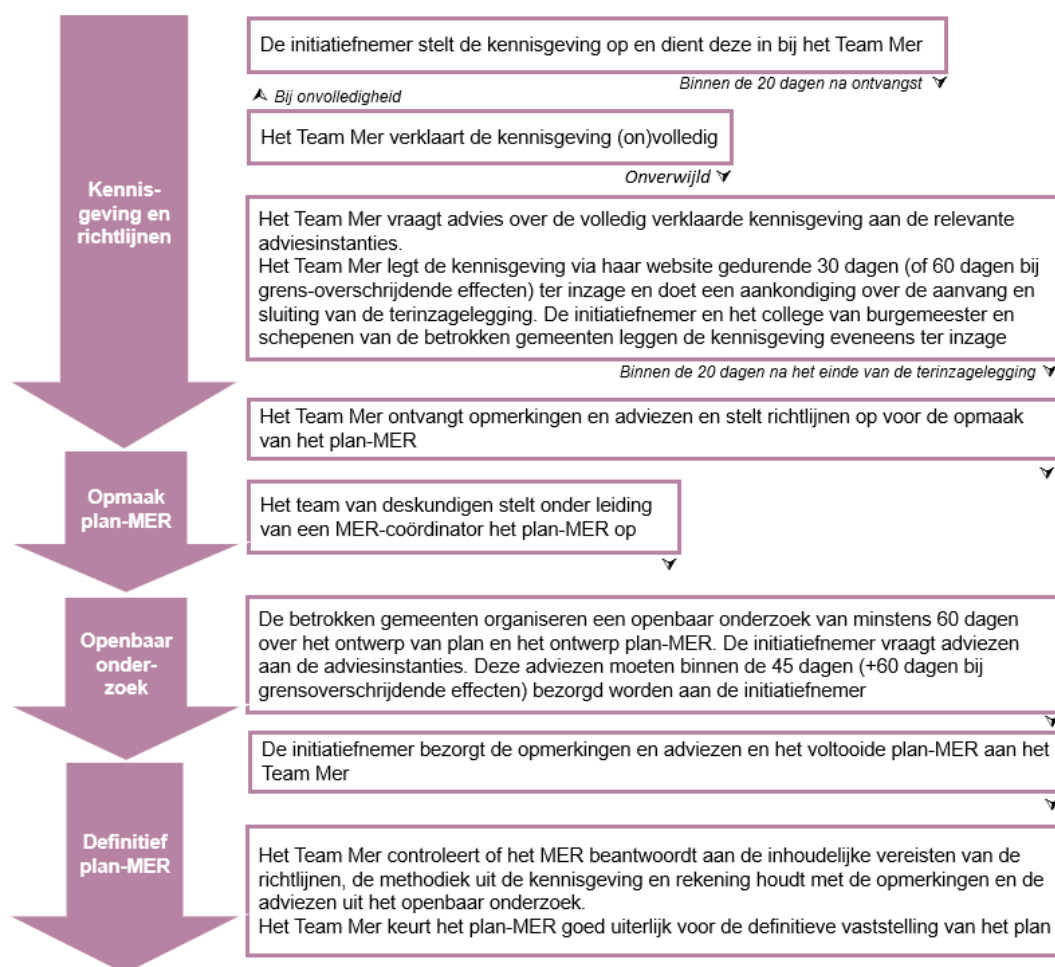 De initiatiefnemer stelt de kennisgeving op en dient deze in bij het Team Mer
Binnen de 20 dagen na ontvangst
Bij onvolledigheid
Het Team Mer verklaart de kennisgeving (on)volledig
Onverwijld
Kennis-
geving en
richtlijnen
Het Team Mer vraagt advies over de volledig verklaarde kennisgeving aan de relevante
adviesinstanties.
Het Team Mer legt de kennisgeving via haar website gedurende 30 dagen (of 60 dagen bij
grens-overschrijdende effecten) ter inzage en doet een aankondiging over de aanvang en
sluiting van de terinzagelegging. De initiatiefnemer en het college van burgemeester en
schepenen van de betrokken gemeenten leggen de kennisgeving eveneens ter inzage
Binnen de 20 dagen na het einde van de terinzagelegging
Het Team Mer ontvangt opmerkingen en adviezen en stelt richtlijnen op voor de opmaak
van het plan-MER
Opmaak
plan-MER
Het team van deskundigen stelt onder leiding
van een MER-coördinator het plan-MER op
Openbaar
onder-
zoek
De betrokken gemeenten organiseren een openbaar onderzoek van minstens 60 dagen
over het ontwerp van plan en het ontwerp plan-MER. De initiatiefnemer vraagt adviezen
aan de adviesinstanties. Deze adviezen moeten binnen de 45 dagen (+60 dagen bij
grensoverschrijdende effecten) bezorgd worden aan de initiatiefnemer
De initiatiefnemer bezorgt de opmerkingen en adviezen en het voltooide plan-MER aan het
Team Mer
Definitief
plan-MER
Het Team Mer controleert of het MER beantwoordt aan de inhoudelijke vereisten van de
richtlijnen, de methodiek uit de kennisgeving en rekening houdt met de opmerkingen en de
adviezen uit het openbaar onderzoek.
Het Team Mer keurt het plan-MER goed uiterlijk voor de definitieve vaststelling van het plan